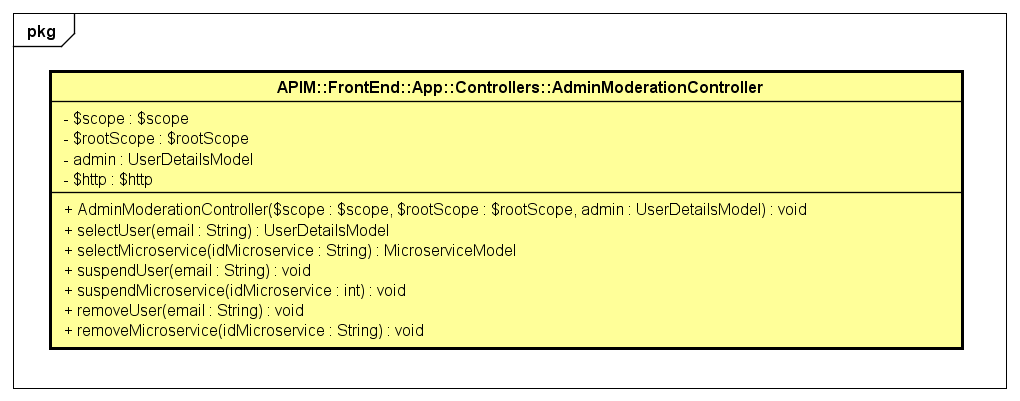 pkg
APIM::FrontEnd::App::Controllers::AdminModerationController
- $scope : $scope
- $rootScope : $rootScope
- admin : UserDetailsModel
- $http : $http
+ AdminModerationController($scope : $scope, $rootScope : $rootScope, admin : UserDetailsModel) : void
+ selectUser(email : String) : UserDetailsModel
+ selectMicroservice(idMicroservice : String) : MicroserviceModel
+ suspendUser(email : String) : void
+ suspendMicroservice(idMicroservice : int) : void
+ removeUser(email : String) : void
+ removeMicroservice(idMicroservice : String) : void